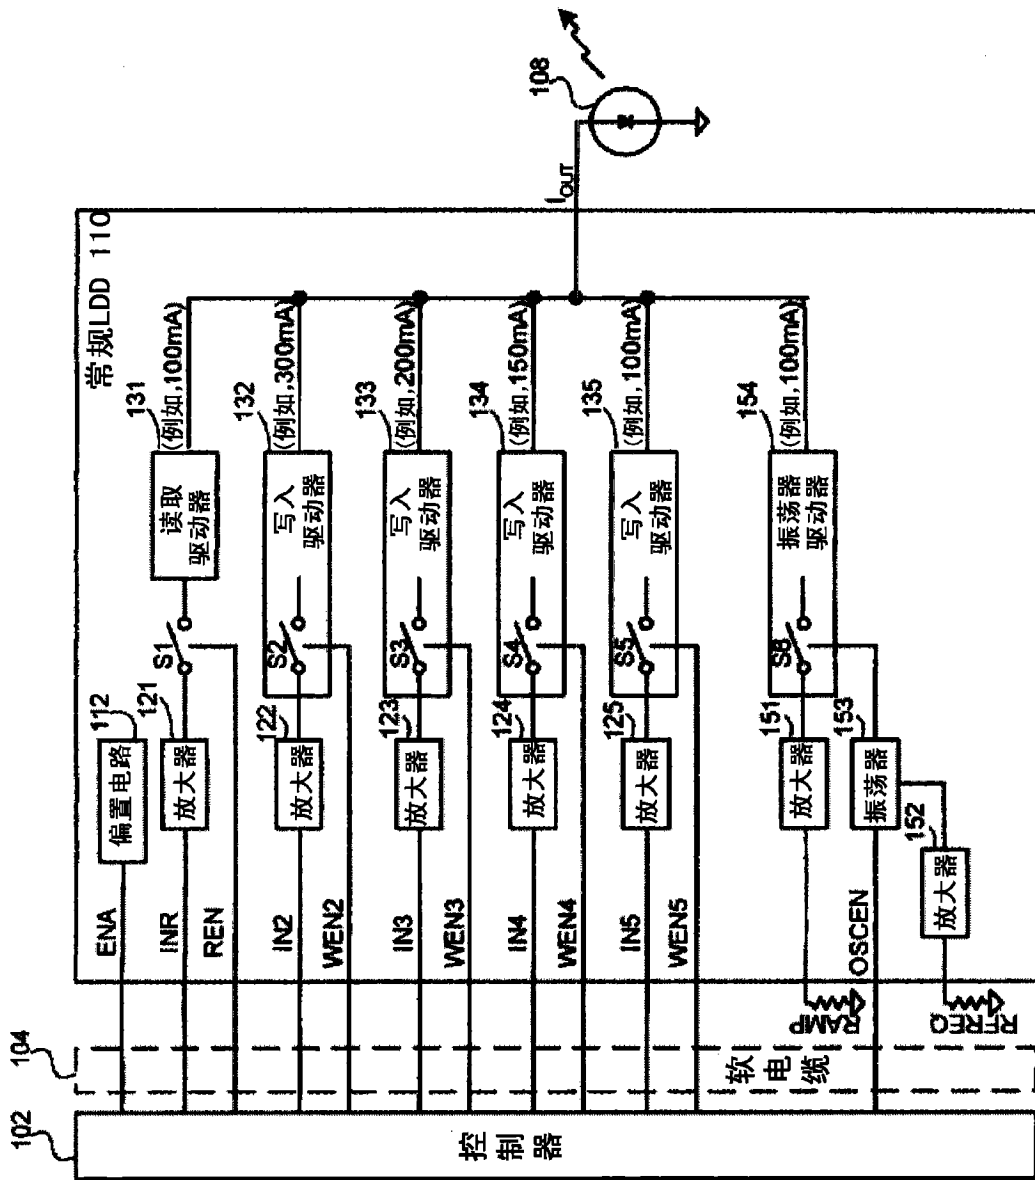 常规LDD 110
108
IOUT
ENA
偏置电路
112
INR
放大器
121
S1
读取
驱动器
131
(例如,100mA)
REN
IN2
放大器
122
S2
写入
驱动器
132
(例如,300mA)
WEN2
IN3
放大器
123
S3
写入
驱动器
133
(例如,200mA)
WEN3
IN4
放大器
124
S4
写入
驱动器
134
(例如,150mA)
WEN4
IN5
放大器
125
S5
写入
驱动器
135
(例如,100mA)
WEN5
RAMP
放大器
151
S6
振荡器
驱动器
154
(例如,100mA)
OSCEN
振荡器
153
RFREQ
放大器
152
104
软电缆
102
控制器